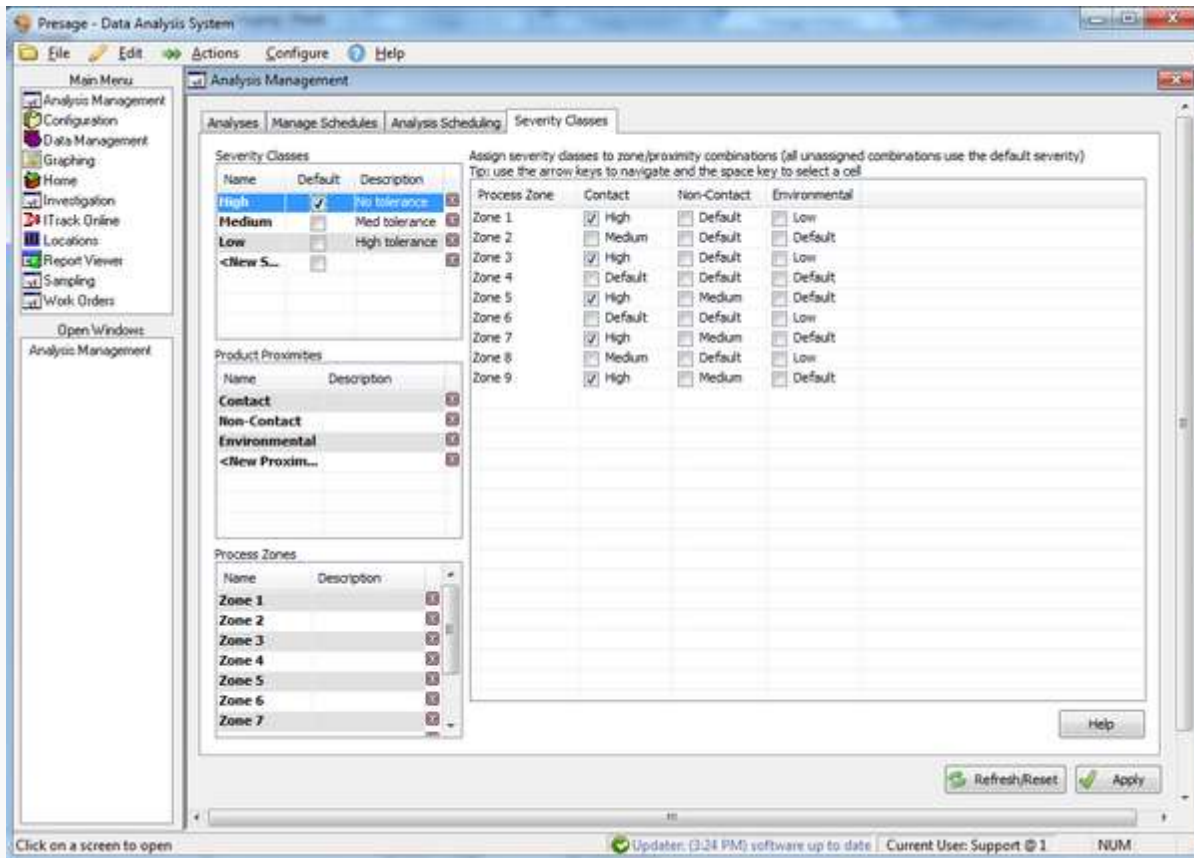 Presage - Data Analysis System
File Edit Actions Configure Help
Main Menu
Analysis Management
Configuration
Data Management
Graphing
Home
Investigation
ITrack Online
Locations
Report Viewer
Sampling
Work Orders
Open Windows
Analysis Management
Analysis Management
Analyses Manage Schedules Analysis Scheduling Severity Classes
Severity Classes
Name Default Description
High No tolerance
Medium Med tolerance
Low High tolerance
<New S...
Product Proximities
Name Description
Contact
Non-Contact
Environmental
<New Proxim...
Process Zones
Name Description
Zone 1
Zone 2
Zone 3
Zone 4
Zone 5
Zone 6
Zone 7
Assign severity classes to zone/proximity combinations (all unassigned combinations use the default severity)
Tip: use the arrow keys to navigate and the space key to select a cell
Process Zone Contact Non-Contact Environmental
Zone 1 High Default Low
Zone 2 Medium Default Default
Zone 3 High Default Low
Zone 4 Default Default Default
Zone 5 High Medium Default
Zone 6 Default Default Low
Zone 7 High Medium Default
Zone 8 Medium Default Low
Zone 9 High Medium Default
Help
Refresh/Reset Apply
Click on a screen to open
Updater: (3:24 PM) software up to date Current User: Support @ 1 NUM